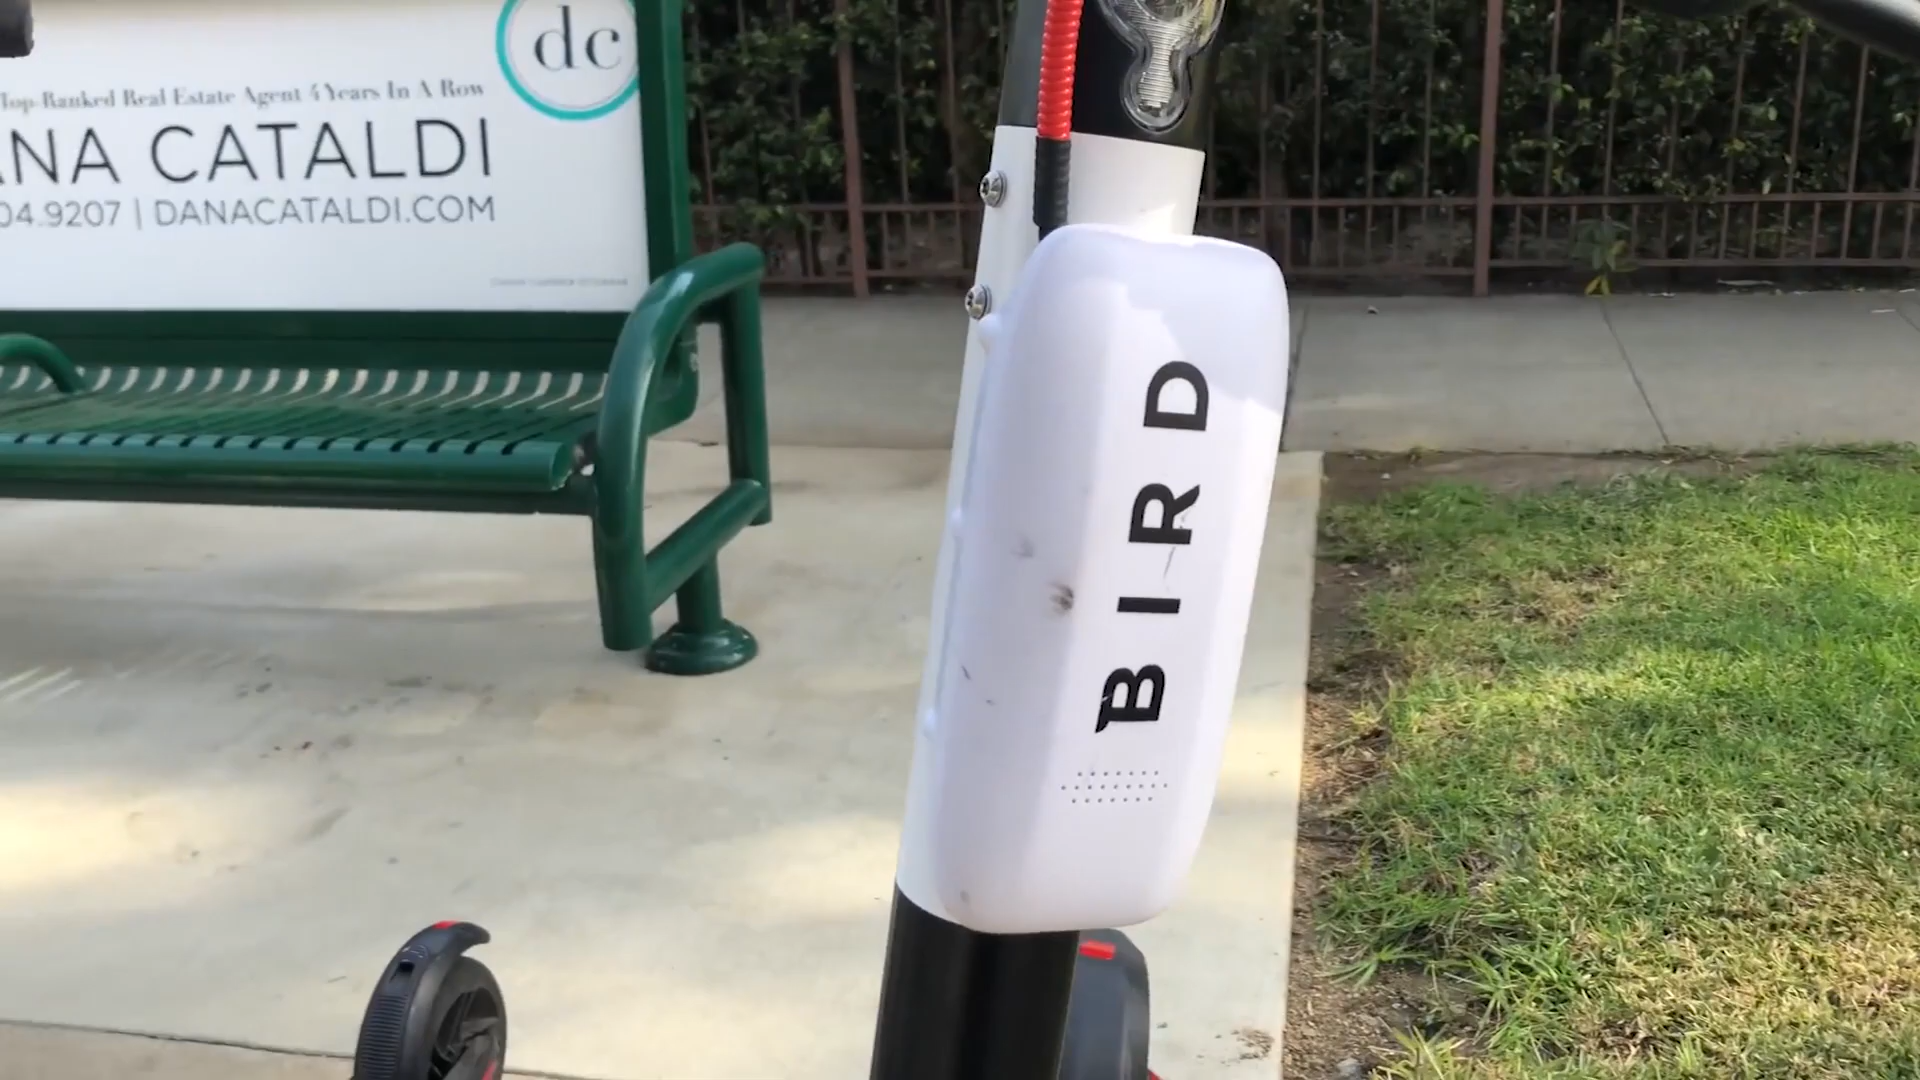 dc
Top-Ranked Real Estate Agent 4 Years In A Row
ANA CATALDI
04.9207 | DANACATALDI.COM
BIRD